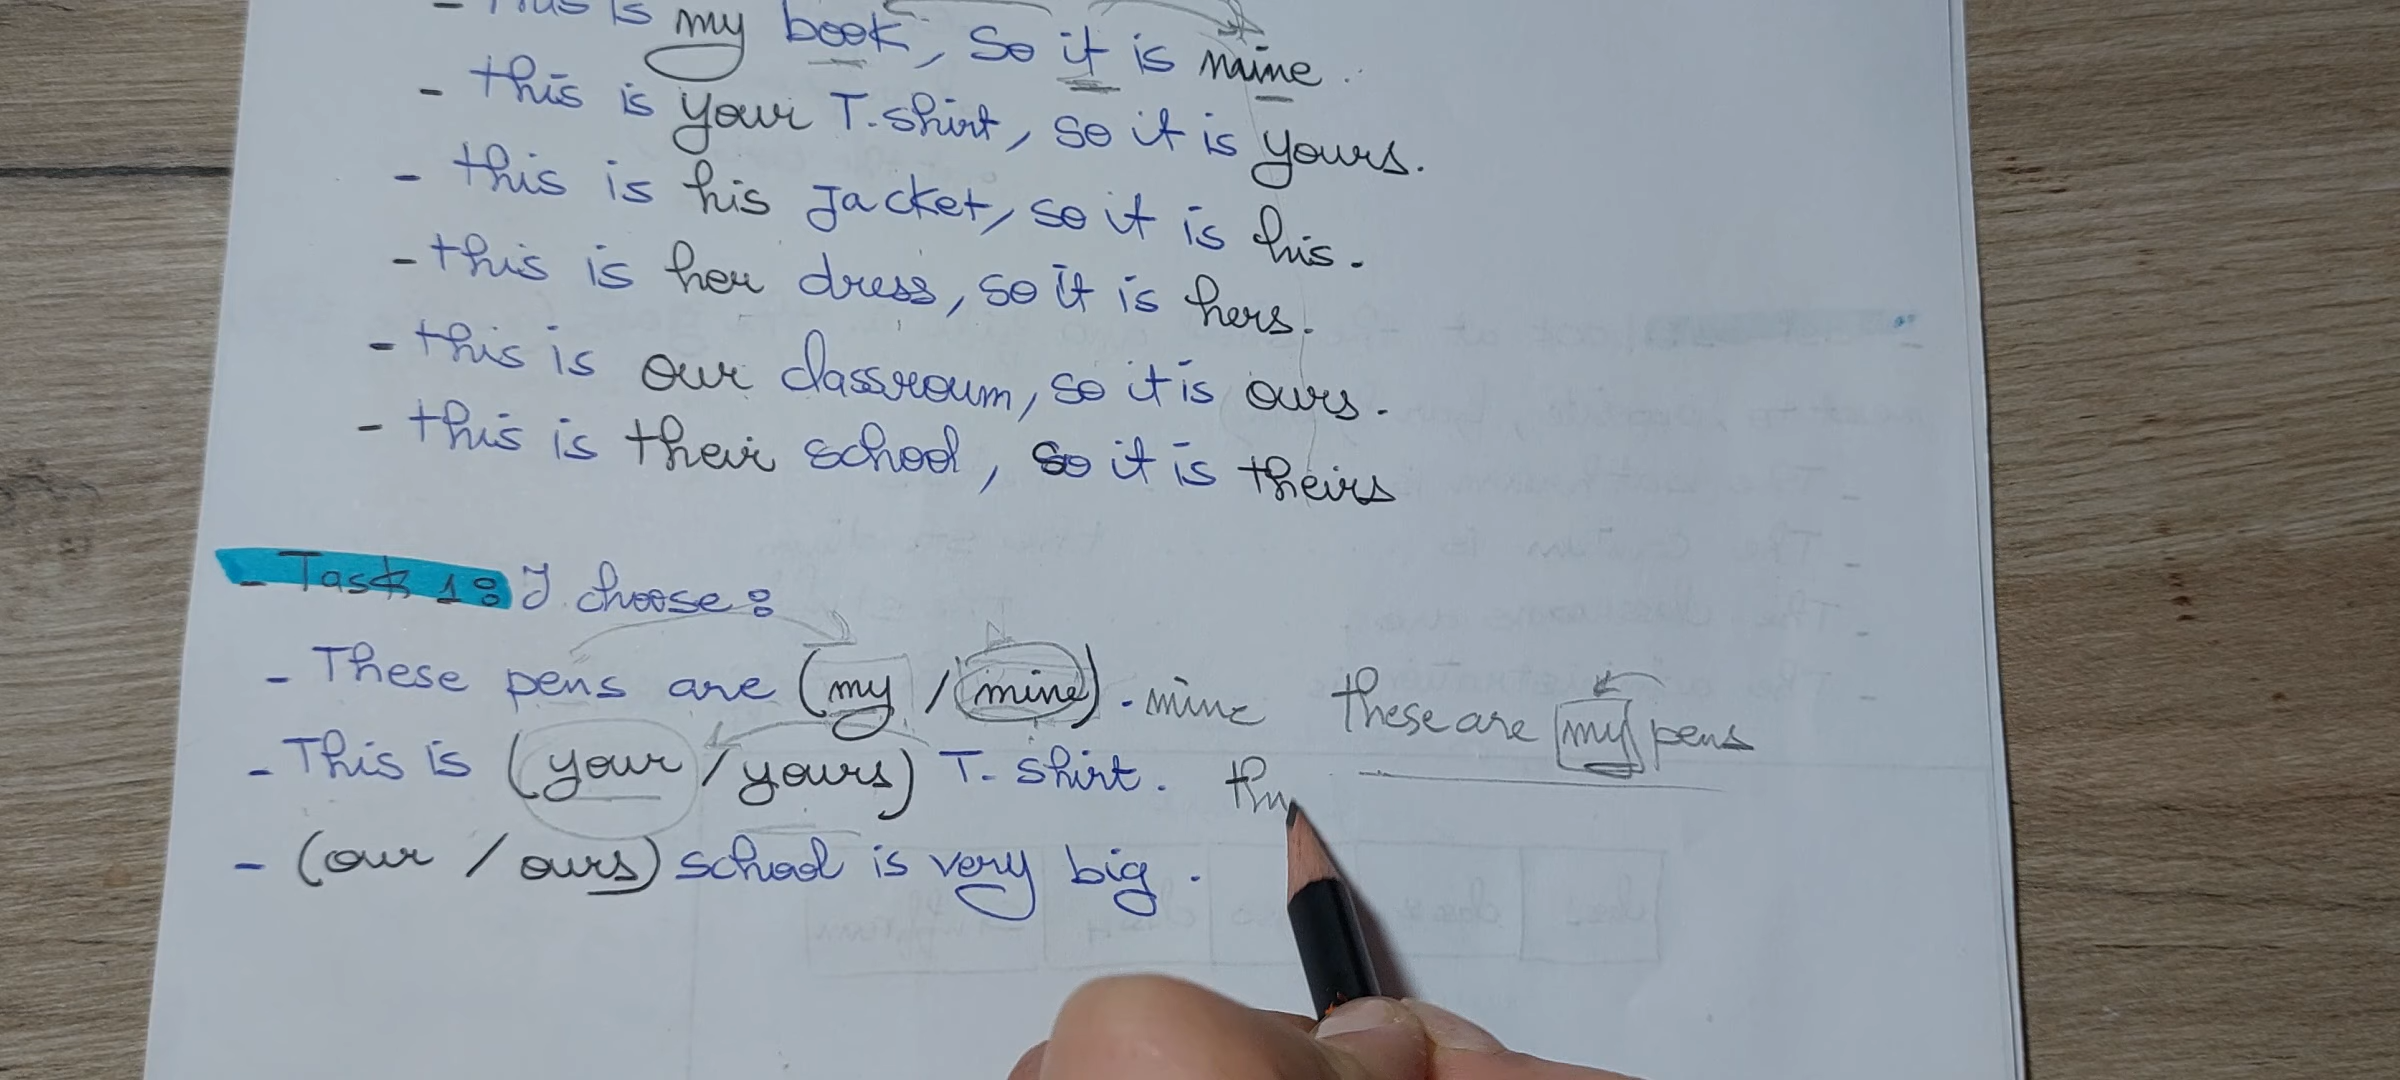 - This is my book, so it is mine.
- this is your T.shirt, so it is yours.
- this is his Jacket, so it is his.
- this is her dress, so it is hers.
- this is our classroum, so it is ours.
- this is their school, so it is theirs
- Task 1: I choose:
- These pens are (my / mine). mine these are my pens
- This is (your / yours) T-shirt. thi
- (our / ours) school is very big.